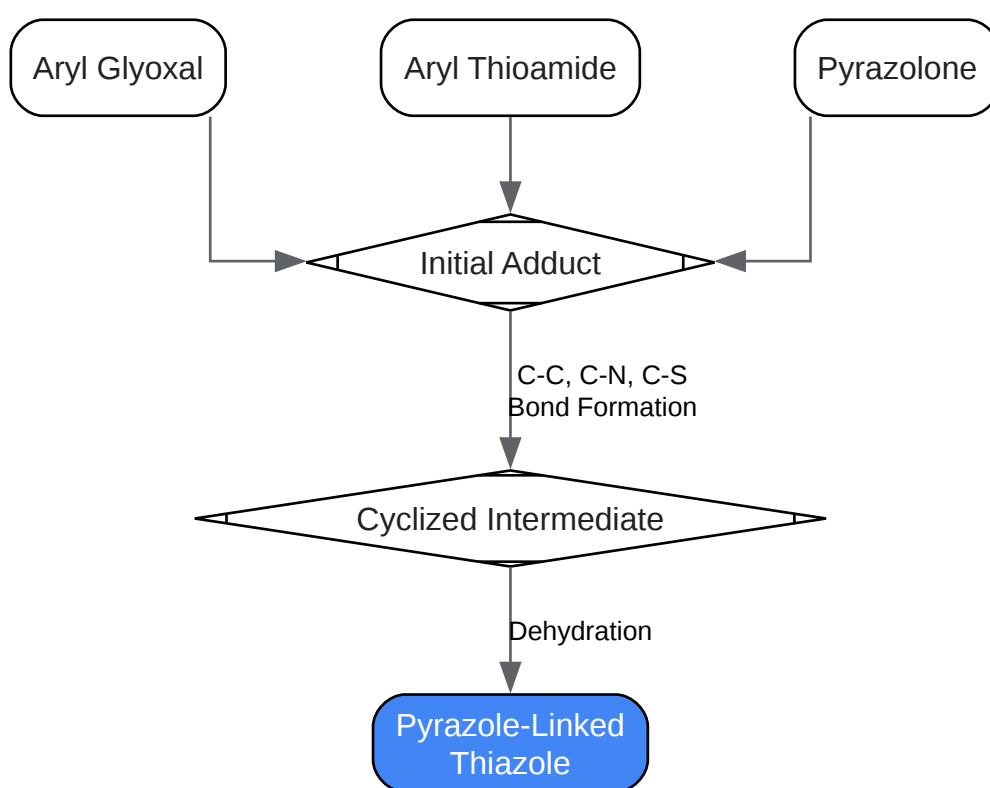 Aryl Glyoxal
Aryl Thioamide
Pyrazolone
Initial Adduct
C-C, C-N, C-S
Bond Formation
Cyclized Intermediate
Dehydration
Pyrazole-Linked
Thiazole